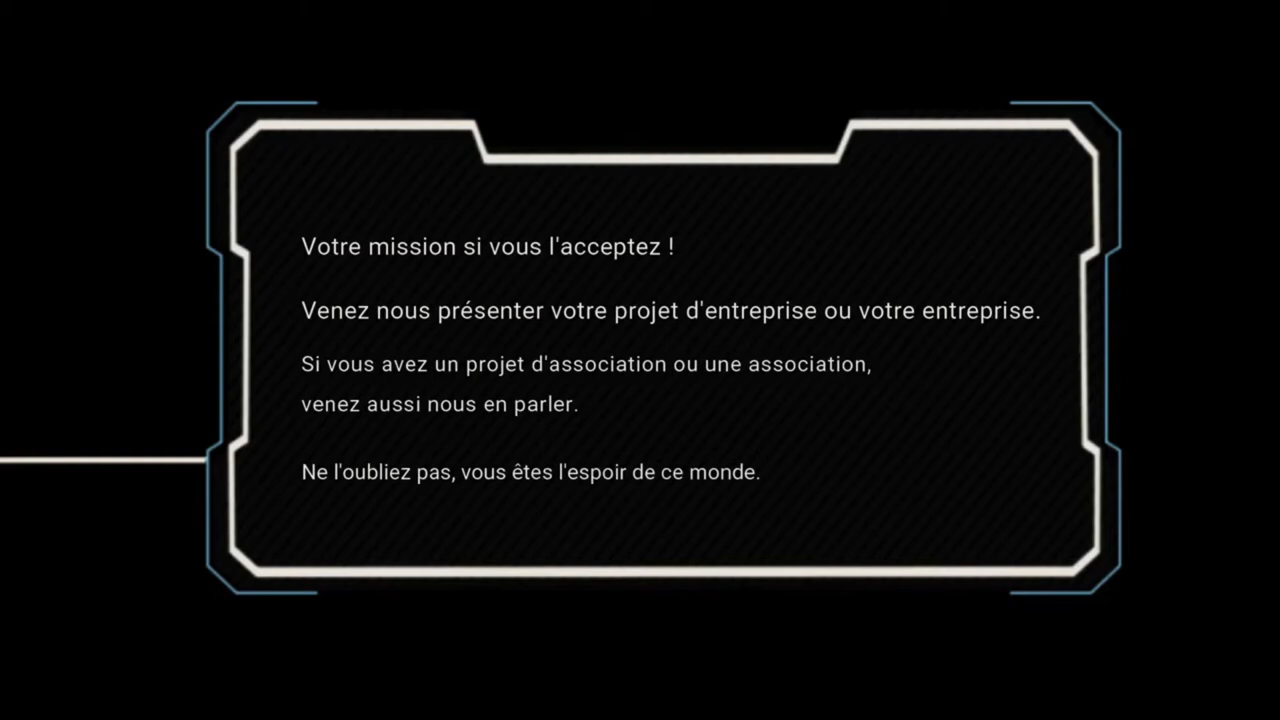 Votre mission si vous l'acceptez !
Venez nous présenter votre projet d'entreprise ou votre entreprise.
Si vous avez un projet d'association ou une association,
venez aussi nous en parler.
Ne l'oubliez pas, vous êtes l'espoir de ce monde.